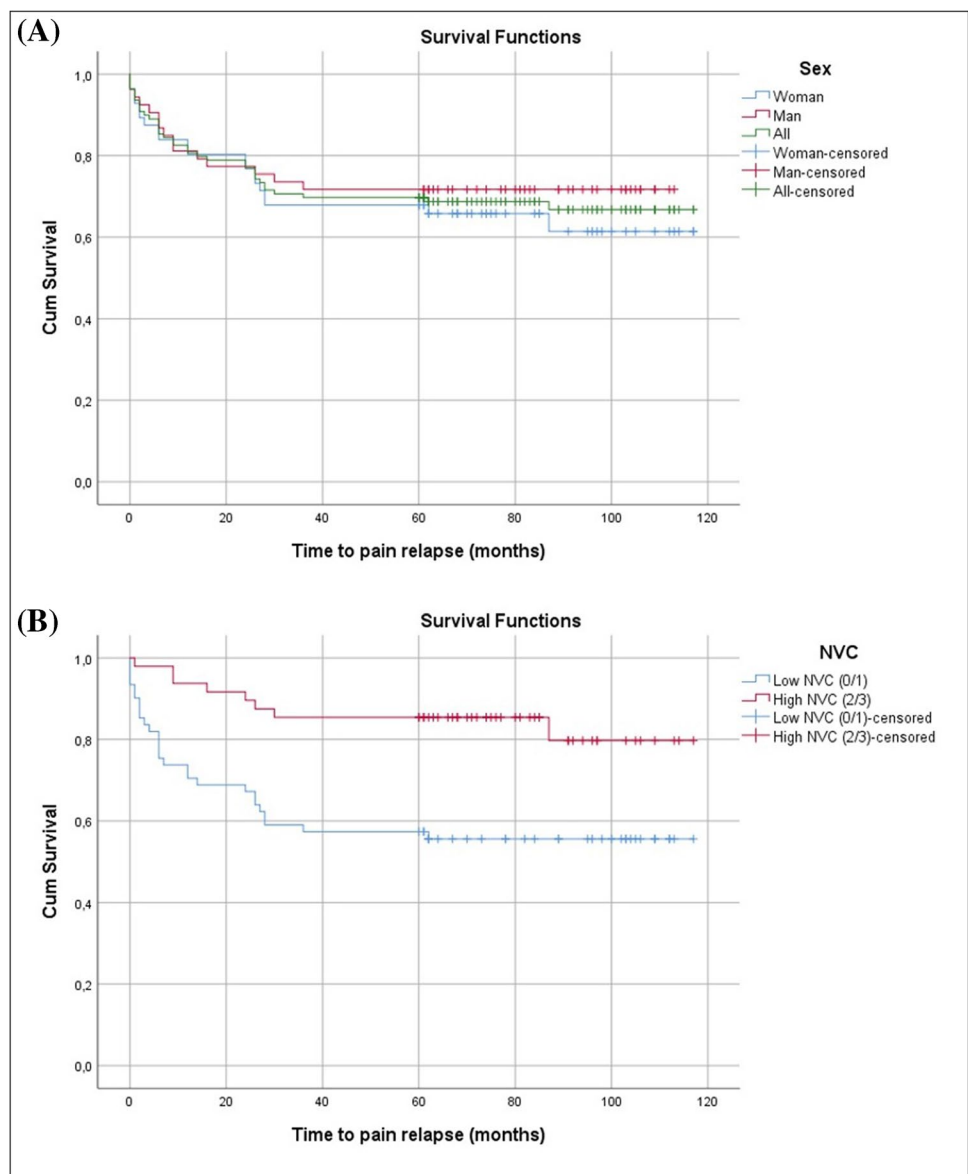 (A)
Survival Functions
1,0
0,8
0,6
0,4
0,2
0,0
Cum Survival
0 20 40 60 80 100 120
Time to pain relapse (months)
Sex
Woman
Man
All
Woman-censored
Man-censored
All-censored
(B)
Survival Functions
1,0
0,8
0,6
0,4
0,2
0,0
Cum Survival
0 20 40 60 80 100 120
Time to pain relapse (months)
NVC
Low NVC (0/1)
High NVC (2/3)
Low NVC (0/1)-censored
High NVC (2/3)-censored